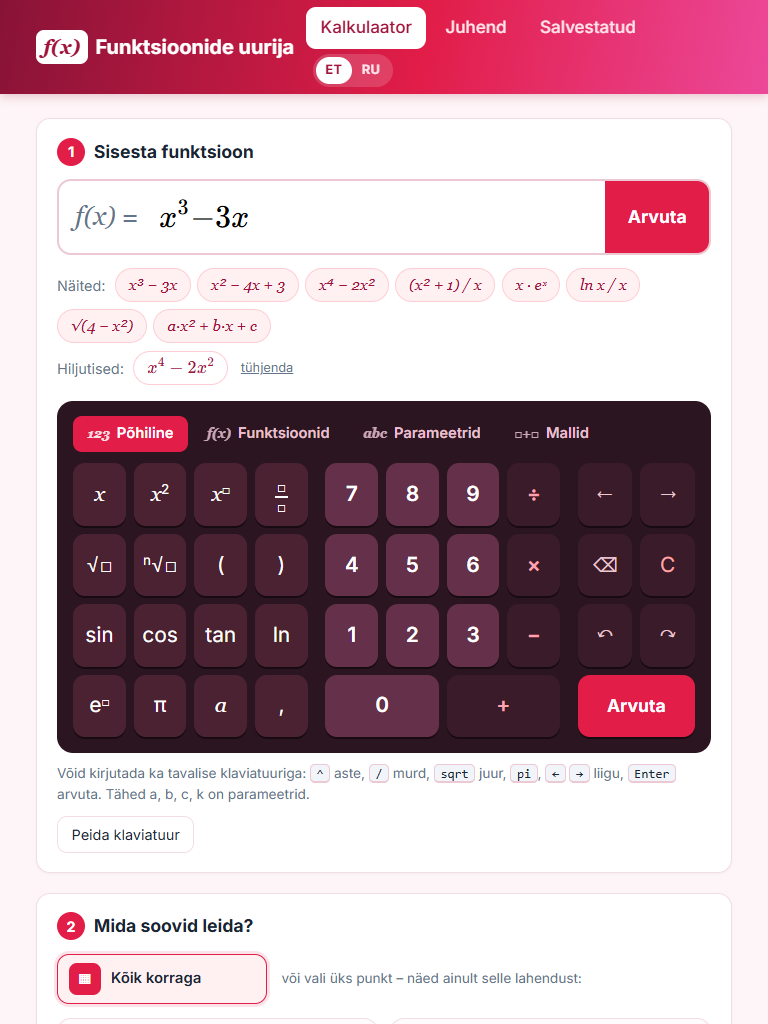 f(x) Funktsioonide uurija Kalkulaator Juhend Salvestatud
ET RU
1 Sisesta funktsioon
f(x) = x³−3x Arvuta
Näited: x³ − 3x x² − 4x + 3 x⁴ − 2x² (x² + 1) / x x · eˣ ln x / x
√(4 − x²) a·x² + b·x + c
Hiljutised: x⁴ − 2x² tühjenda
123 Põhiline f(x) Funktsioonid abc Parameetrid □+□ Mallid
x x² x□ □/□ 7 8 9 ÷ ← →
√□ ⁿ√□ ( ) 4 5 6 × ⌫ C
sin cos tan ln 1 2 3 − ↶ ↷
e□ π a , 0 + Arvuta
Võid kirjutada ka tavalise klaviatuuriga: ^ aste, / murd, sqrt juur, pi, ← → liigu, Enter
arvuta. Tähed a, b, c, k on parameetrid.
Peida klaviatuur
2 Mida soovid leida?
▦ Kõik korraga või vali üks punkt – näed ainult selle lahendust: